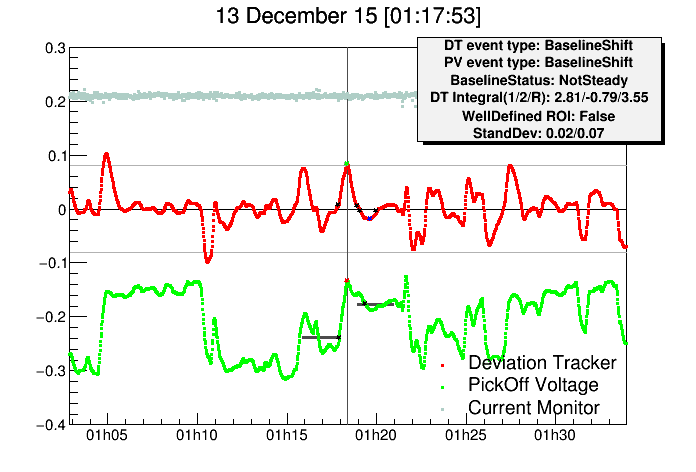 13 December 15 [01:17:53]
DT event type: BaselineShift
PV event type: BaselineShift
BaselineStatus: NotSteady
DT Integral(1/2/R): 2.81/-0.79/3.55
WellDefined ROI: False
StandDev: 0.02/0.07
0.3
0.2
0.1
0
−0.1
−0.2
−0.3
−0.4
Deviation Tracker
PickOff Voltage
Current Monitor
01h05 01h10 01h15 01h20 01h25 01h30